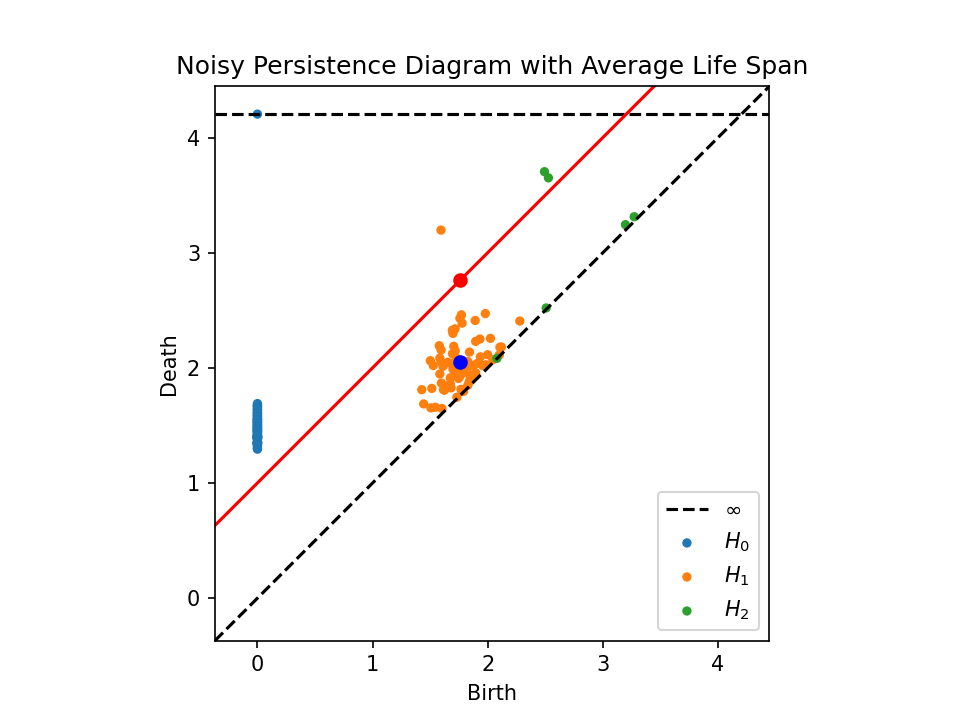 Noisy Persistence Diagram with Average Life Span
Death
4
3
2
1
0
0 1 2 3 4
Birth
∞
H₀
H₁
H₂